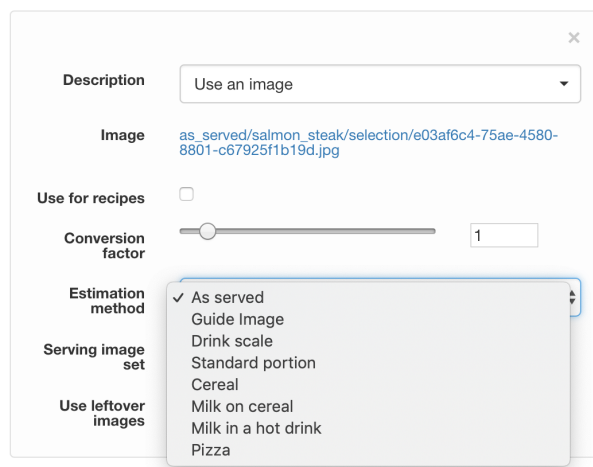 ×
Description
Use an image
Image
as_served/salmon_steak/selection/e03af6c4-75ae-4580-
8801-c67925f1b19d.jpg
Use for recipes
Conversion
factor
1
Estimation
method
✓ As served
Guide Image
Drink scale
Standard portion
Cereal
Milk on cereal
Milk in a hot drink
Pizza
Serving image
set
Use leftover
images